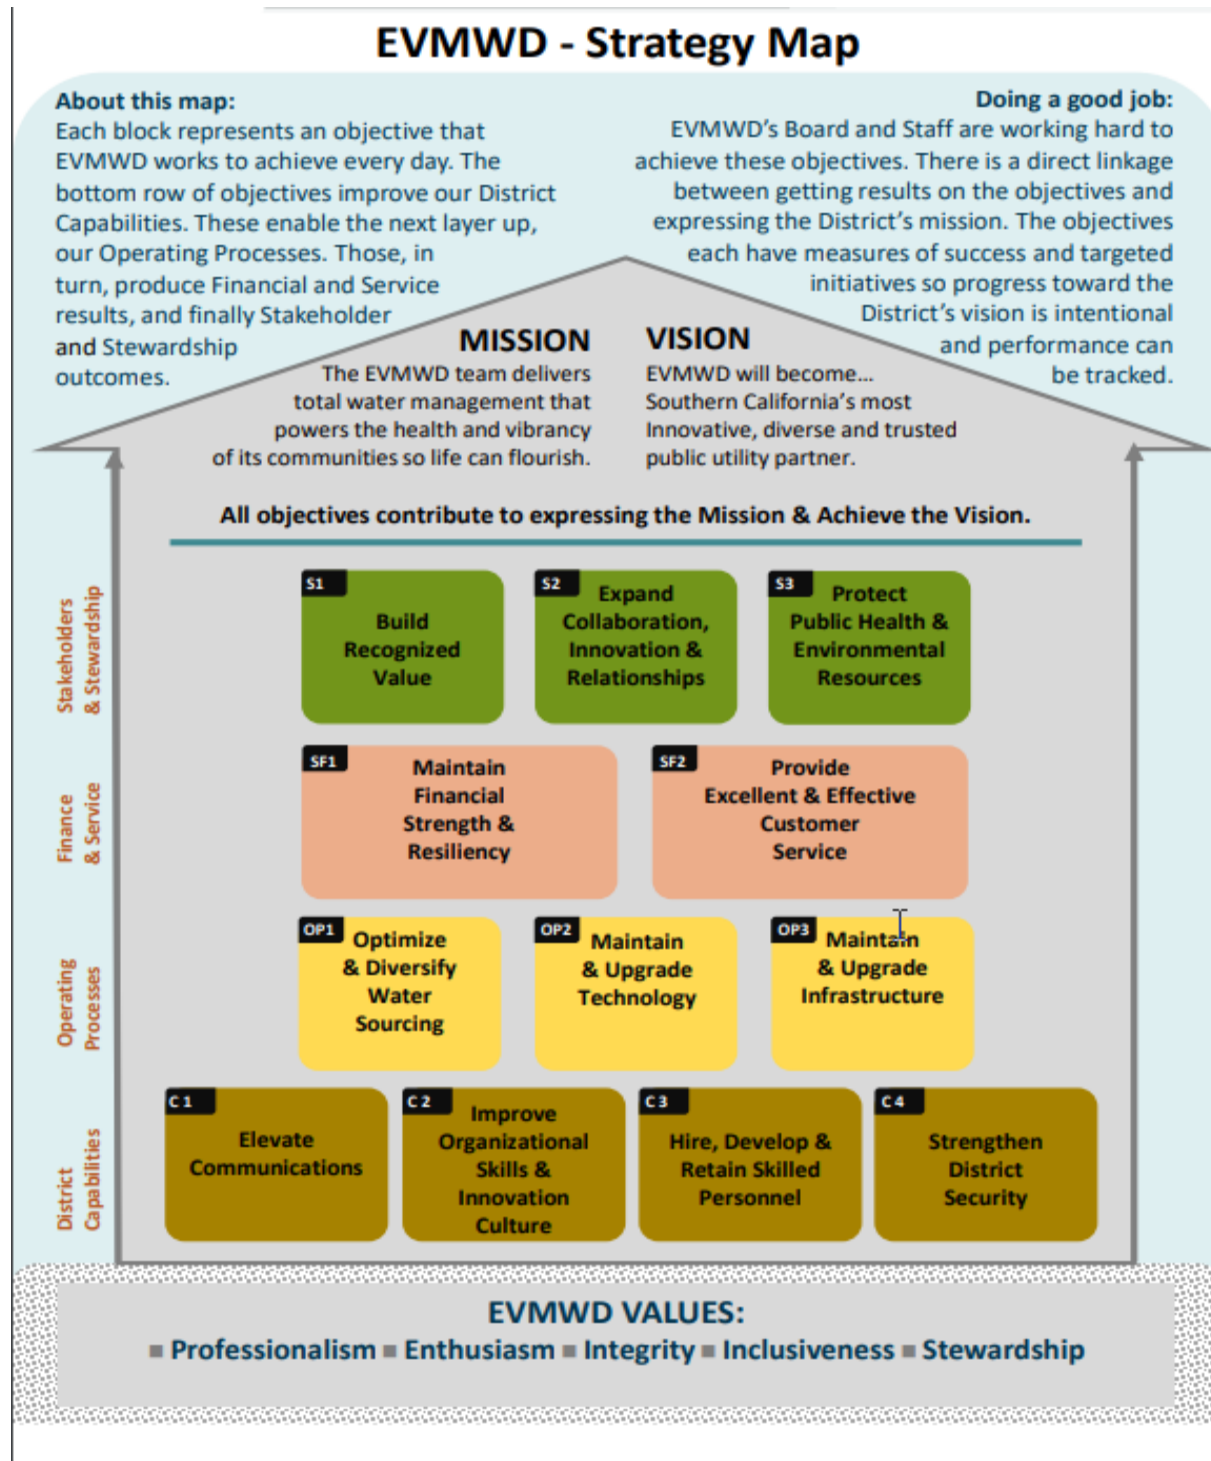 EVMWD - Strategy Map
About this map:
Each block represents an objective that
EVMWD works to achieve every day. The
bottom row of objectives improve our District
Capabilities. These enable the next layer up,
our Operating Processes. Those, in
turn, produce Financial and Service
results, and finally Stakeholder
and Stewardship
outcomes.
Doing a good job:
EVMWD's Board and Staff are working hard to
achieve these objectives. There is a direct linkage
between getting results on the objectives and
expressing the District's mission. The objectives
each have measures of success and targeted
initiatives so progress toward the
District's vision is intentional
and performance can
be tracked.
MISSION
The EVMWD team delivers
total water management that
powers the health and vibrancy
of its communities so life can flourish.
VISION
EVMWD will become...
Southern California's most
Innovative, diverse and trusted
public utility partner.
All objectives contribute to expressing the Mission & Achieve the Vision.
Stakeholders
& Stewardship
S1
Build
Recognized
Value
S2
Expand
Collaboration,
Innovation &
Relationships
S3
Protect
Public Health &
Environmental
Resources
Finance
& Service
SF1
Maintain
Financial
Strength &
Resiliency
SF2
Provide
Excellent & Effective
Customer
Service
Operating
Processes
OP1
Optimize
& Diversify
Water
Sourcing
OP2
Maintain
& Upgrade
Technology
OP3
Maintain
& Upgrade
Infrastructure
District
Capabilities
C 1
Elevate
Communications
C 2
Improve
Organizational
Skills &
Innovation
Culture
C 3
Hire, Develop &
Retain Skilled
Personnel
C 4
Strengthen
District
Security
EVMWD VALUES:
■ Professionalism ■ Enthusiasm ■ Integrity ■ Inclusiveness ■ Stewardship